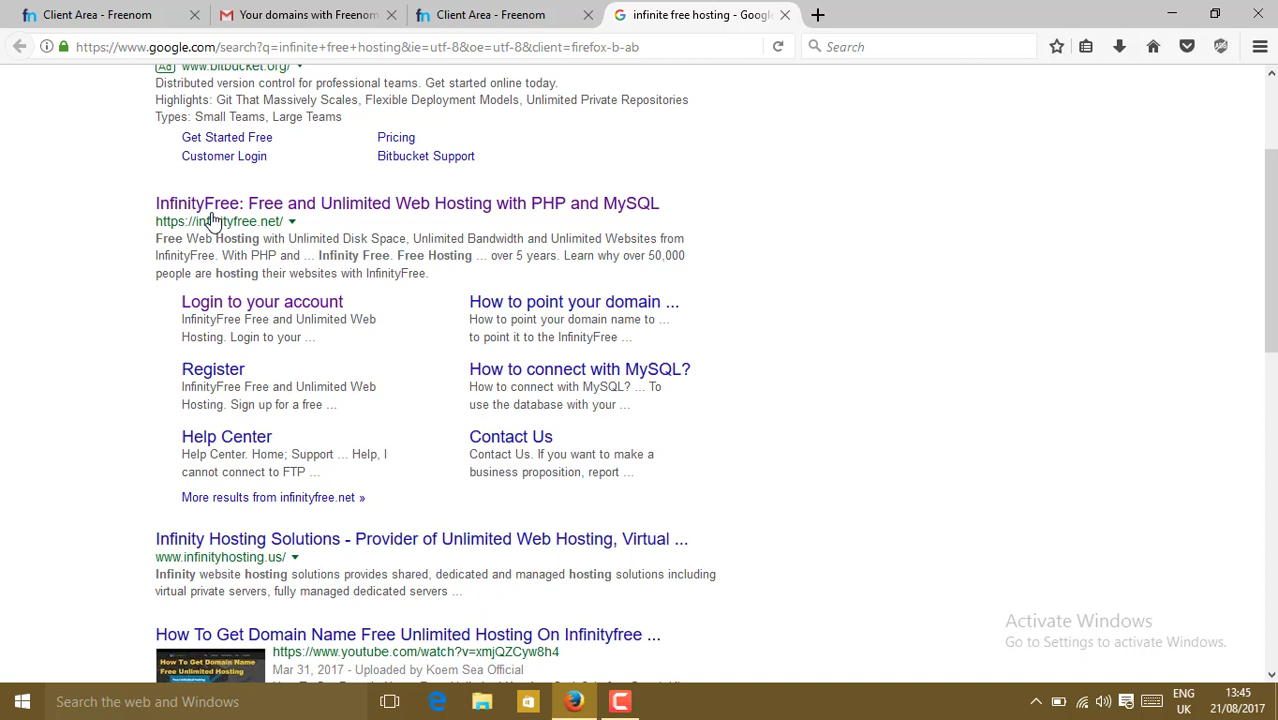 Client Area - Freenom
Your domains with Freenom
Client Area - Freenom
infinite free hosting - Google
https://www.google.com/search?q=infinite+free+hosting&ie=utf-8&oe=utf-8&client=firefox-b-ab
Search
Ad www.bitbucket.org/
Distributed version control for professional teams. Get started online today.
Highlights: Git That Massively Scales, Flexible Deployment Models, Unlimited Private Repositories
Types: Small Teams, Large Teams
Get Started Free
Pricing
Customer Login
Bitbucket Support
InfinityFree: Free and Unlimited Web Hosting with PHP and MySQL
https://infinityfree.net/
Free Web Hosting with Unlimited Disk Space, Unlimited Bandwidth and Unlimited Websites from
InfinityFree. With PHP and ... Infinity Free. Free Hosting ... over 5 years. Learn why over 50,000
people are hosting their websites with InfinityFree.
Login to your account
InfinityFree Free and Unlimited Web
Hosting. Login to your ...
How to point your domain ...
How to point your domain name to ...
to point it to the InfinityFree ...
Register
InfinityFree Free and Unlimited Web
Hosting. Sign up for a free ...
How to connect with MySQL?
How to connect with MySQL? ... To
use the database with your ...
Help Center
Help Center. Home; Support ... Help, I
cannot connect to FTP ...
Contact Us
Contact Us. If you want to make a
business proposition, report ...
More results from infinityfree.net »
Infinity Hosting Solutions - Provider of Unlimited Web Hosting, Virtual ...
www.infinityhosting.us/
Infinity website hosting solutions provides shared, dedicated and managed hosting solutions including
virtual private servers, fully managed dedicated servers ...
How To Get Domain Name Free Unlimited Hosting On Infinityfree ...
How To Get Domain Name
Free Unlimited Hosting
https://www.youtube.com/watch?v=xmjQZCyw8h4
Mar 31, 2017 - Uploaded by Koem Sea Official
Activate Windows
Go to Settings to activate Windows.
Search the web and Windows
ENG
UK
13:45
21/08/2017